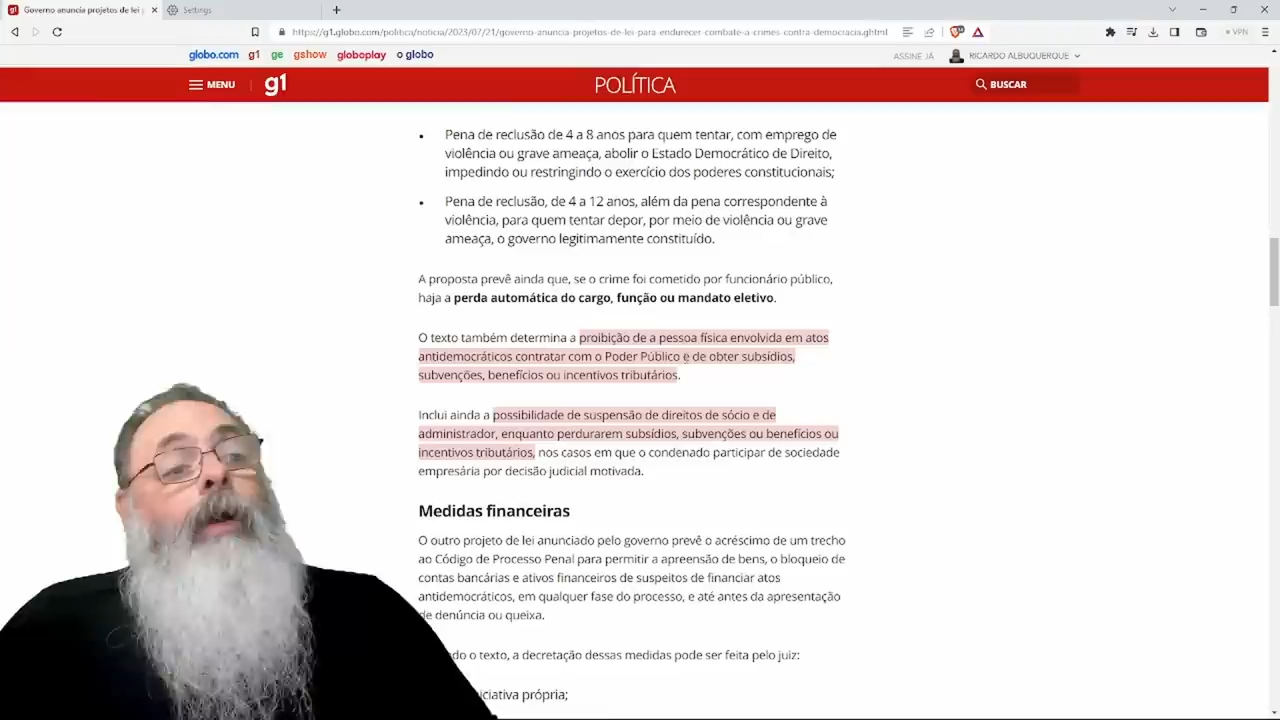 Governo anuncia projetos de lei
Settings
https://g1.globo.com/politica/noticia/2023/07/21/governo-anuncia-projetos-de-lei-para-endurecer-combate-a-crimes-contra-democracia.ghtml
VPN
globo.com g1 ge gshow globoplay o globo
ASSINE JÁ RICARDO ALBUQUERQUE
MENU g1 POLÍTICA BUSCAR
• Pena de reclusão de 4 a 8 anos para quem tentar, com emprego de
violência ou grave ameaça, abolir o Estado Democrático de Direito,
impedindo ou restringindo o exercício dos poderes constitucionais;
• Pena de reclusão, de 4 a 12 anos, além da pena correspondente à
violência, para quem tentar depor, por meio de violência ou grave
ameaça, o governo legitimamente constituído.
A proposta prevê ainda que, se o crime foi cometido por funcionário público,
haja a perda automática do cargo, função ou mandato eletivo.
O texto também determina a proibição de a pessoa física envolvida em atos
antidemocráticos contratar com o Poder Público e de obter subsídios,
subvenções, benefícios ou incentivos tributários.
Inclui ainda a possibilidade de suspensão de direitos de sócio e de
administrador, enquanto perdurarem subsídios, subvenções ou benefícios ou
incentivos tributários, nos casos em que o condenado participar de sociedade
empresária por decisão judicial motivada.
Medidas financeiras
O outro projeto de lei anunciado pelo governo prevê o acréscimo de um trecho
ao Código de Processo Penal para permitir a apreensão de bens, o bloqueio de
contas bancárias e ativos financeiros de suspeitos de financiar atos
antidemocráticos, em qualquer fase do processo, e até antes da apresentação
de denúncia ou queixa.
o texto, a decretação dessas medidas pode ser feita pelo juiz:
própria;